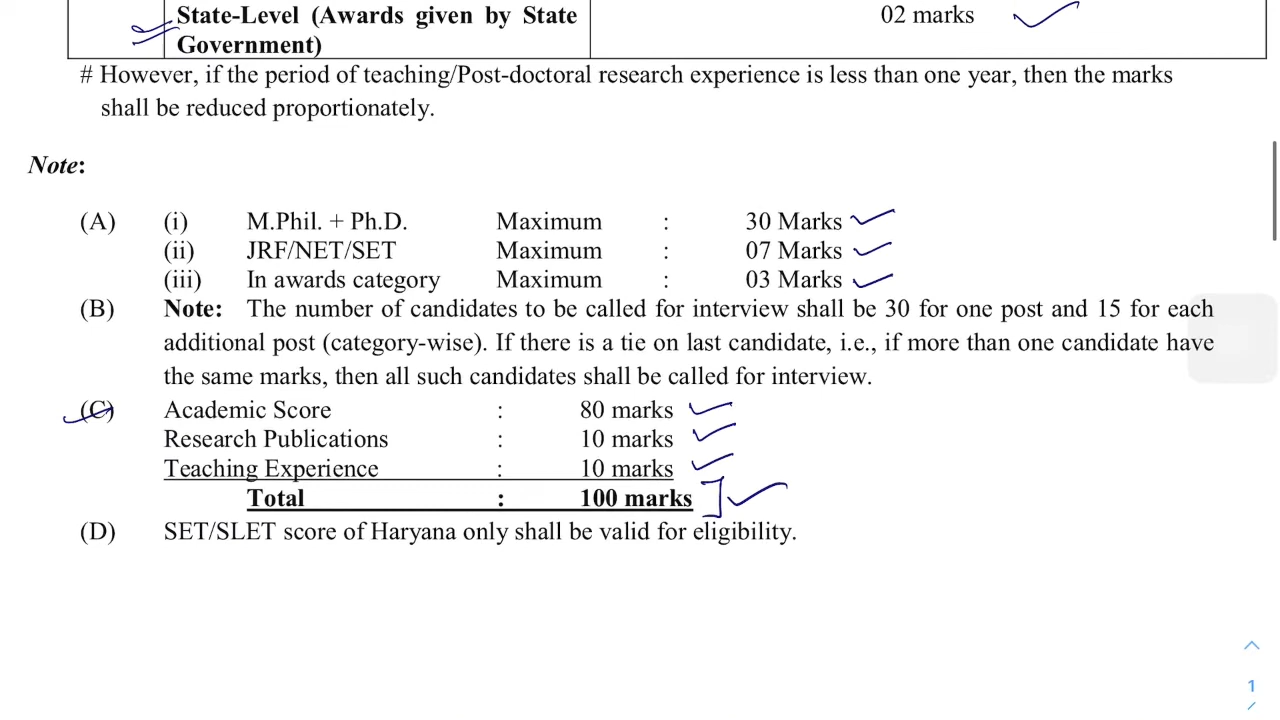 State-Level (Awards given by State 02 marks
Government)
# However, if the period of teaching/Post-doctoral research experience is less than one year, then the marks
shall be reduced proportionately.
Note:
(A) (i) M.Phil. + Ph.D. Maximum : 30 Marks
(ii) JRF/NET/SET Maximum : 07 Marks
(iii) In awards category Maximum : 03 Marks
(B) Note: The number of candidates to be called for interview shall be 30 for one post and 15 for each
additional post (category-wise). If there is a tie on last candidate, i.e., if more than one candidate have
the same marks, then all such candidates shall be called for interview.
(C) Academic Score : 80 marks
Research Publications : 10 marks
Teaching Experience : 10 marks
Total : 100 marks
(D) SET/SLET score of Haryana only shall be valid for eligibility.
1